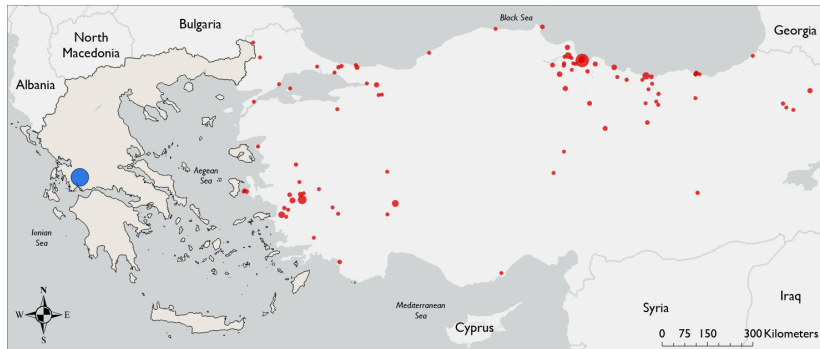 Black Sea
Bulgaria
Georgia
North
Macedonia
Albania
Aegean
Sea
Ionian
Sea
N
W E
S
Mediterranean
Sea
Cyprus
Syria
Iraq
0 75 150 300 Kilometers